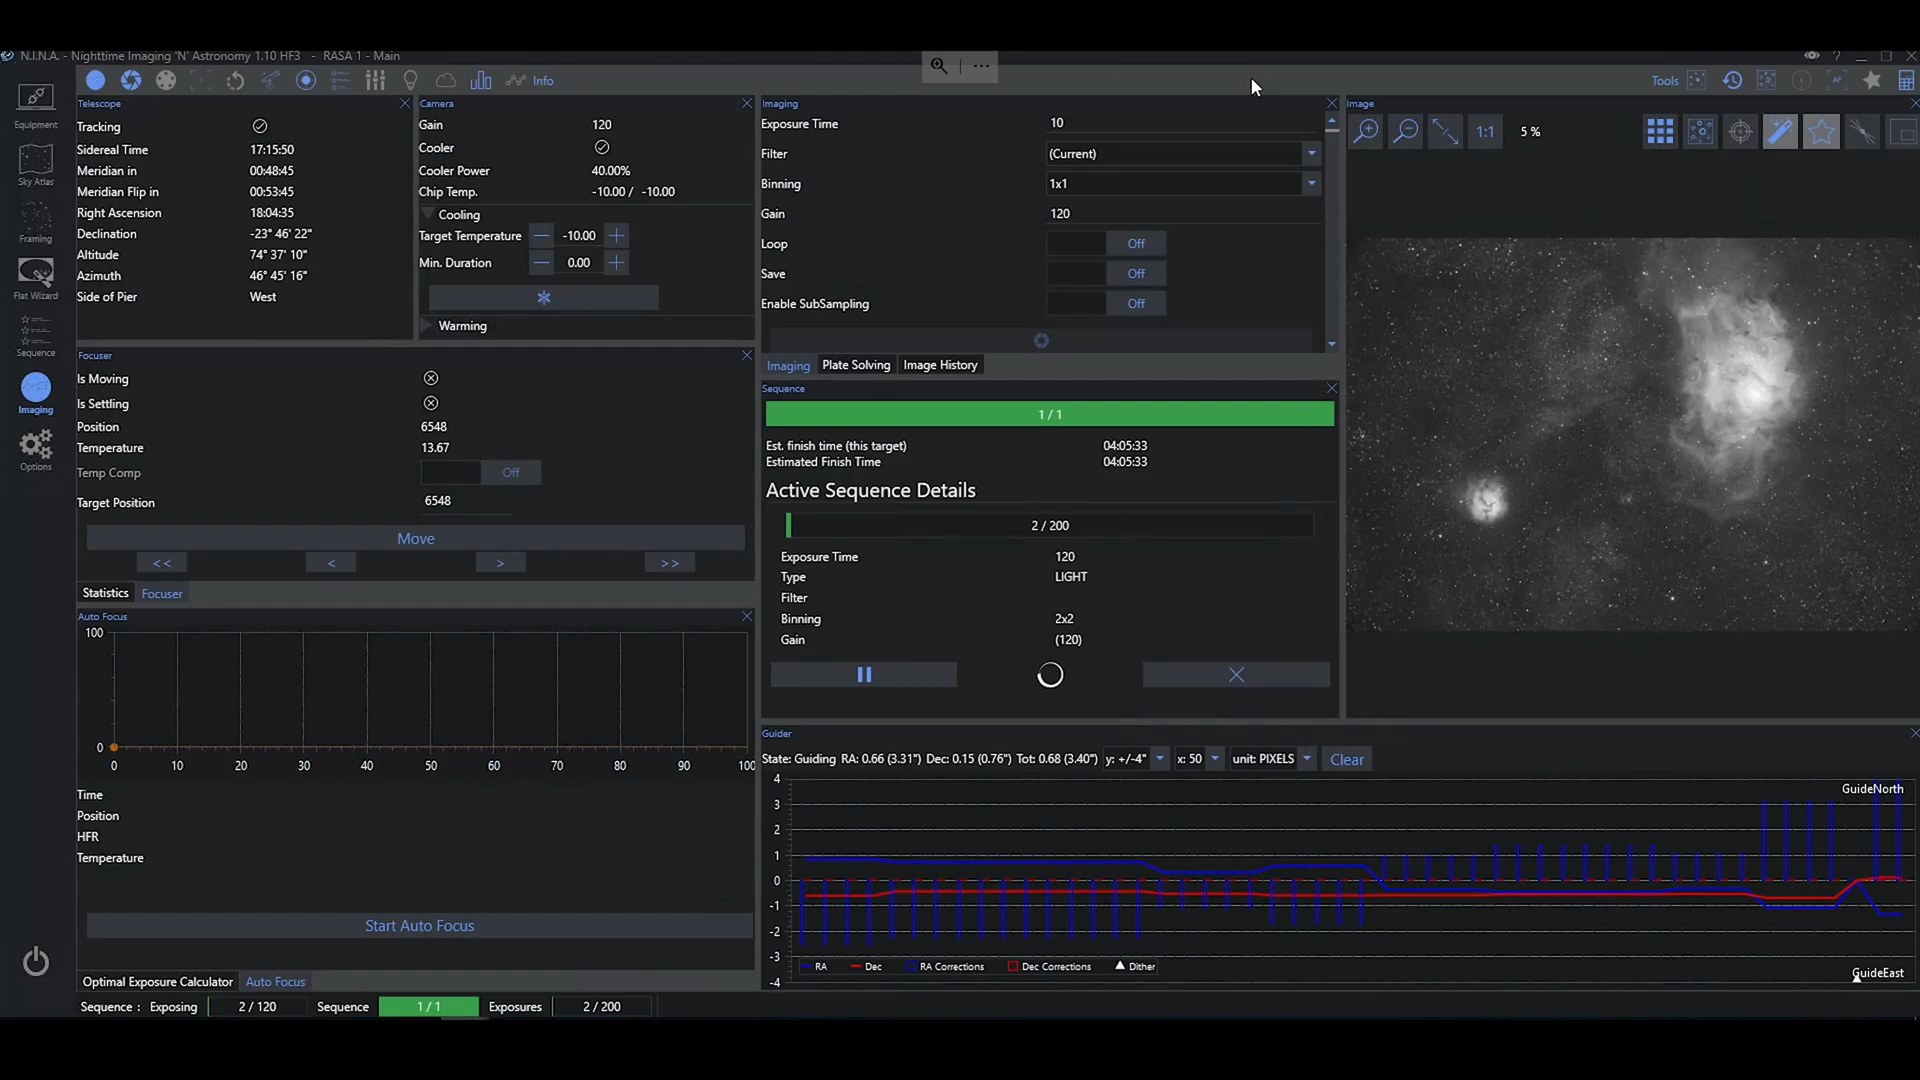 N.I.N.A. - Nighttime Imaging 'N' Astronomy 1.10 HF3 - RASA 1 - Main
Info
Tools
Equipment
Sky Atlas
Framing
Flat Wizard
Sequence
Imaging
Options
Telescope
Tracking
Sidereal Time 17:15:50
Meridian in 00:48:45
Meridian Flip in 00:53:45
Right Ascension 18:04:35
Declination -23° 46' 22"
Altitude 74° 37' 10"
Azimuth 46° 45' 16"
Side of Pier West
Camera
Gain 120
Cooler
Cooler Power 40.00%
Chip Temp. -10.00 / -10.00
Cooling
Target Temperature -10.00
Min. Duration 0.00
Warming
Focuser
Is Moving
Is Settling
Position 6548
Temperature 13.67
Temp Comp Off
Target Position 6548
Move
<< < > >>
Statistics Focuser
Auto Focus
100
0
0 10 20 30 40 50 60 70 80 90 100
Time
Position
HFR
Temperature
Start Auto Focus
Optimal Exposure Calculator Auto Focus
Imaging
Exposure Time 10
Filter (Current)
Binning 1x1
Gain 120
Loop Off
Save Off
Enable SubSampling Off
Imaging Plate Solving Image History
Sequence
1 / 1
Est. finish time (this target) 04:05:33
Estimated Finish Time 04:05:33
Active Sequence Details
2 / 200
Exposure Time 120
Type LIGHT
Filter
Binning 2x2
Gain (120)
Image
1:1 5 %
Guider
State: Guiding RA: 0.66 (3.31") Dec: 0.15 (0.76") Tot: 0.68 (3.40") y: +/-4" x: 50 unit: PIXELS Clear
4
3
2
1
0
-1
-2
-3
-4
GuideNorth
GuideEast
RA Dec RA Corrections Dec Corrections Dither
Sequence : Exposing 2 / 120 Sequence 1 / 1 Exposures 2 / 200